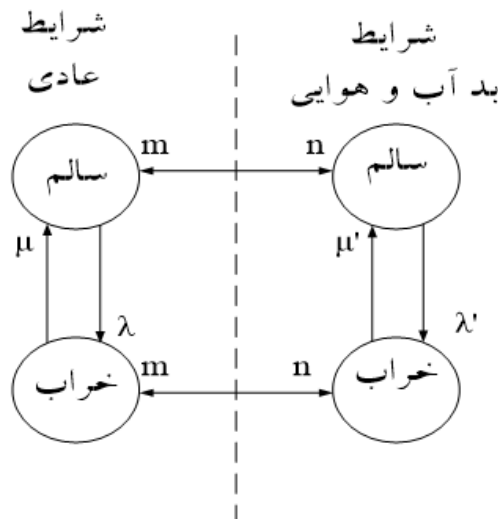 شرایط
بد آب و هوایی
شرایط
عادی
m
n
سالم
سالم
μ
μ'
λ
λ'
m
n
خراب
خراب